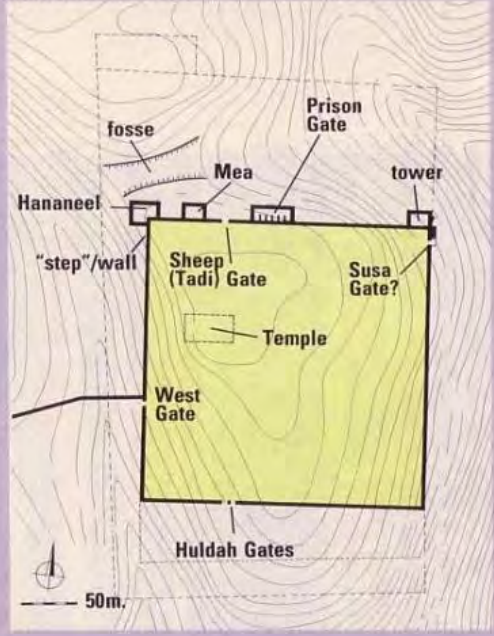 fosse
Prison
Gate
Mea
tower
Hananeel
"step"/wall
Sheep
(Tadi) Gate
Susa
Gate?
Temple
West
Gate
Huldah Gates
50m.